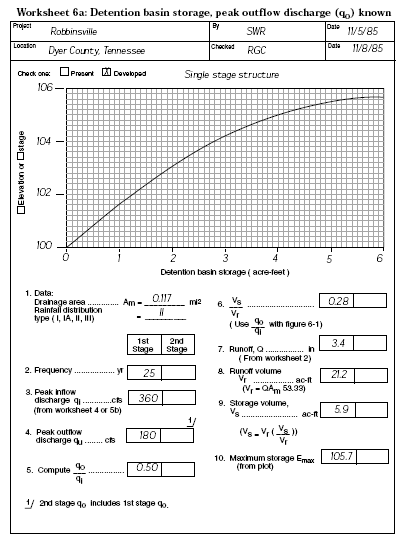 Worksheet 6a: Detention basin storage, peak outflow discharge (qo) known
Project Robbinsville By SWR Date 11/5/85
Location Dyer County, Tennessee Checked RGC Date 11/8/85
Check one: Present X Developed Single stage structure
106
104
102
100
Elevation or stage
0 1 2 3 4 5 6
Detention basin storage ( acre-feet )
1. Data:
Drainage area .............. Am = 0.117 mi2
Rainfall distribution
type ( I, IA, II, III) = II
1st Stage 2nd Stage
2. Frequency .................... yr 25
3. Peak inflow
discharge qi ..........cfs 360
(from worksheet 4 or 5b)
1/
4. Peak outflow
discharge qu ........ cfs 180
5. Compute qo/qi ................ 0.50
1/ 2nd stage qo includes 1st stage qo.
6. Vs/Vr ........................ 0.28
( Use qo/qi with figure 6-1)
7. Runoff, Q ................. in 3.4
( From worksheet 2)
8. Runoff volume
Vr .................. ac-ft 21.2
(Vr = QAm 53.33)
9. Storage volume,
Vs ................... ac-ft 5.9
(Vs = Vr ( Vs/Vr ))
10. Maximum storage Emax 105.7
(from plot)